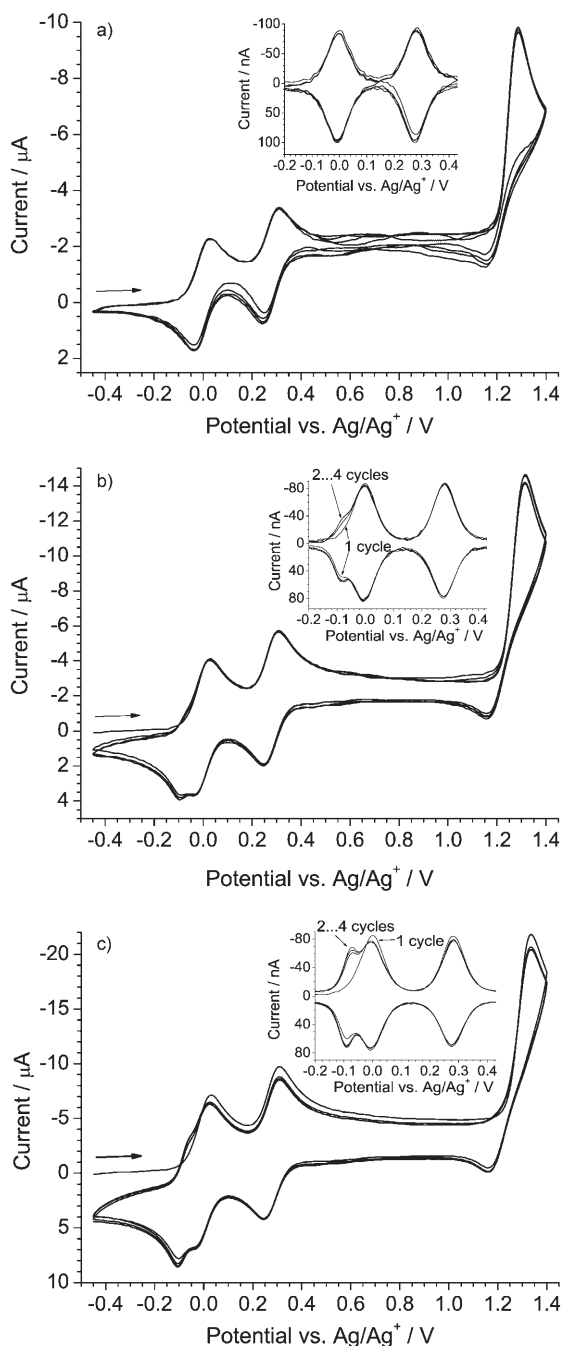 a)
-10
-8
-6
-4
-2
0
2
Current / µA
-0.4 -0.2 0.0 0.2 0.4 0.6 0.8 1.0 1.2 1.4
Potential vs. Ag/Ag+ / V
-100
-50
0
50
100
Current / nA
-0.2 -0.1 0.0 0.1 0.2 0.3 0.4
Potential vs. Ag/Ag+ / V
b)
-14
-12
-10
-8
-6
-4
-2
0
2
4
Current / µA
-0.4 -0.2 0.0 0.2 0.4 0.6 0.8 1.0 1.2 1.4
Potential vs. Ag/Ag+ / V
2...4 cycles
1 cycle
-80
-40
0
40
80
Current / nA
-0.2 -0.1 0.0 0.1 0.2 0.3 0.4
Potential vs. Ag/Ag+ / V
c)
-20
-15
-10
-5
0
5
10
Current / µA
-0.4 -0.2 0.0 0.2 0.4 0.6 0.8 1.0 1.2 1.4
Potential vs. Ag/Ag+ / V
2...4 cycles
1 cycle
-80
-40
0
40
80
Current / nA
-0.2 -0.1 0.0 0.1 0.2 0.3 0.4
Potential vs. Ag/Ag+ / V